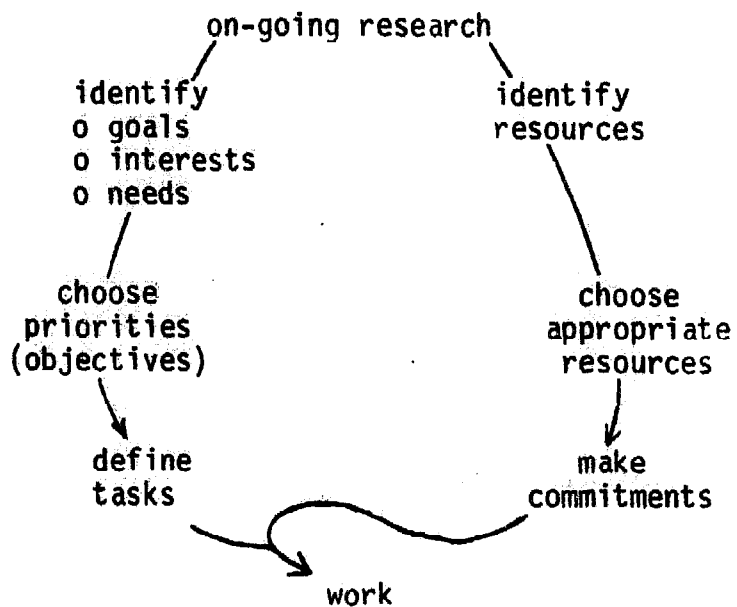 on-going research
identify
o goals
o interests
o needs
identify
resources
choose
priorities
(objectives)
choose
appropriate
resources
define
tasks
make
commitments
work